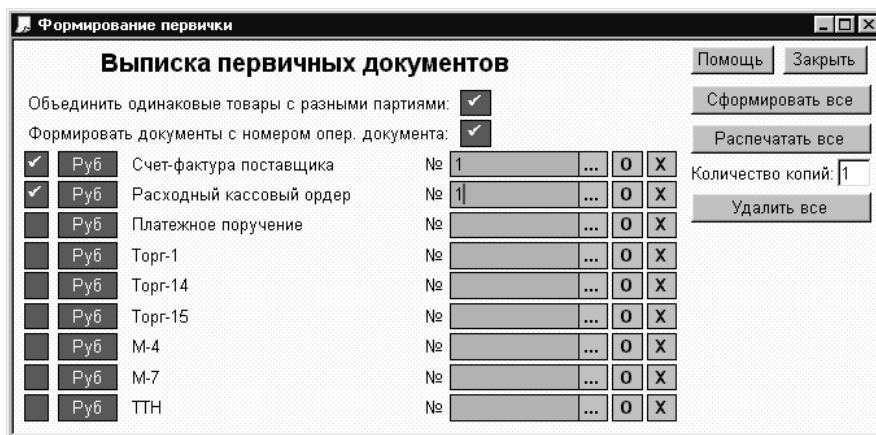 Формирование первички
Выписка первичных документов
Помощь Закрыть
Объединить одинаковые товары с разными партиями:
Сформировать все
Формировать документы с номером опер. документа:
Распечатать все
Руб Счет-фактура поставщика № 1 ... О Х
Количество копий: 1
Руб Расходный кассовый ордер № 1 ... О Х
Удалить все
Руб Платежное поручение № ... О Х
Руб Торг-1 № ... О Х
Руб Торг-14 № ... О Х
Руб Торг-15 № ... О Х
Руб М-4 № ... О Х
Руб М-7 № ... О Х
Руб ТТН № ... О Х